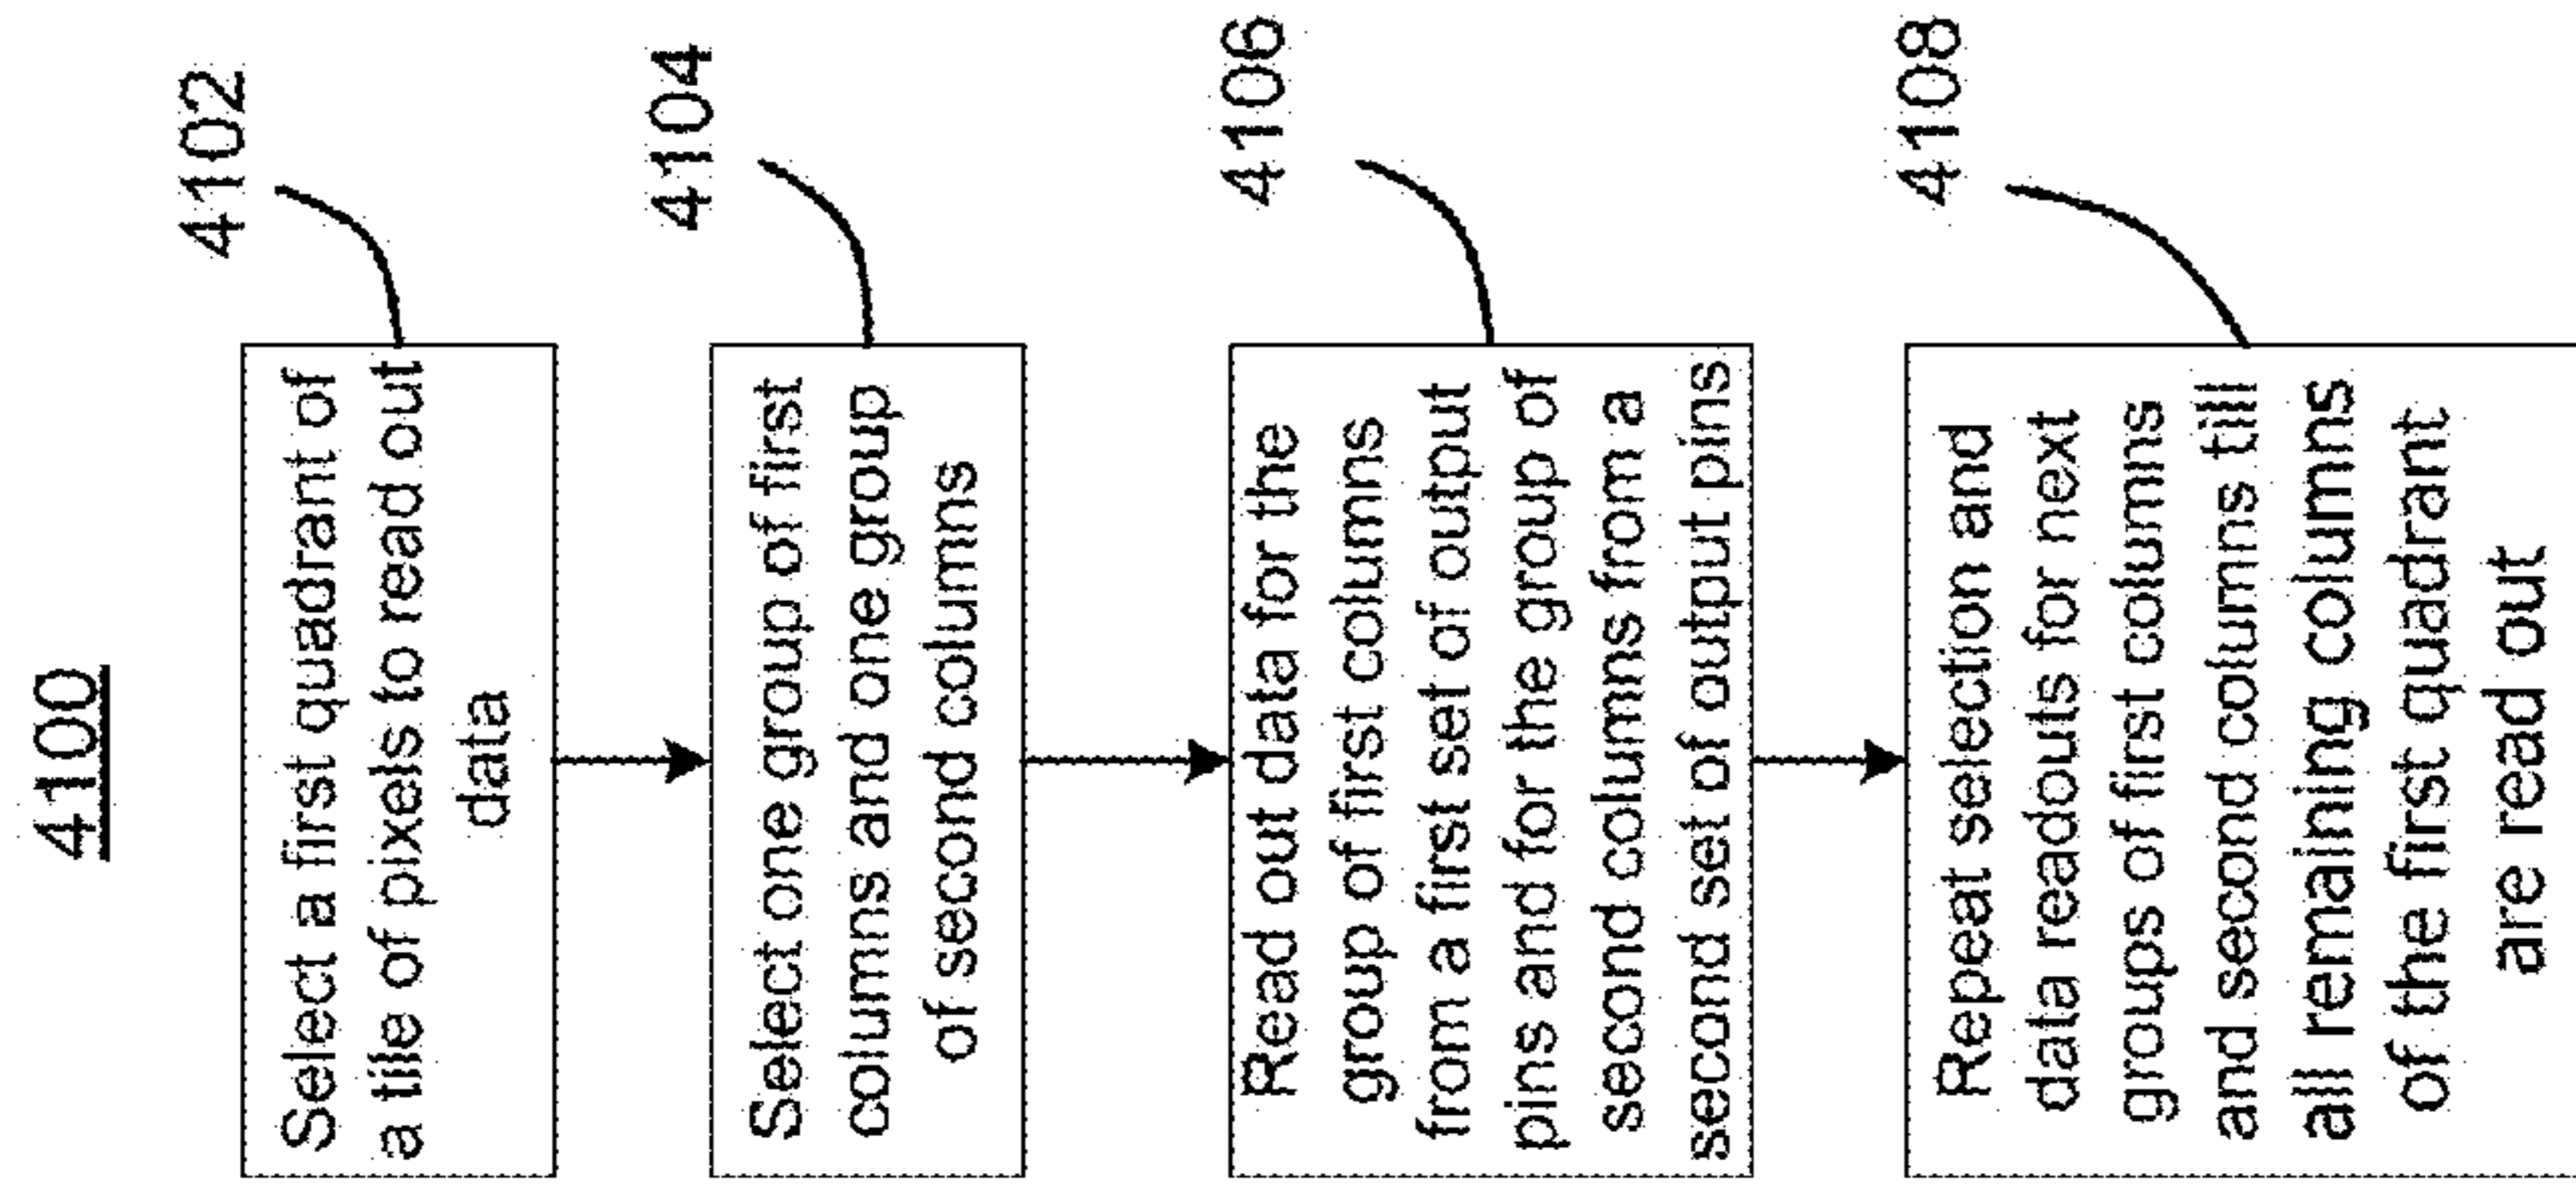 4100
Select a first quadrant of
a tile of pixels to read out
data
4102
Select one group of first
columns and one group
of second columns
4104
Read out data for the
group of first columns
from a first set of output
pins and for the group of
second columns from a
second set of output pins
4106
Repeat selection and
data readouts for next
groups of first columns
and second columns till
all remaining columns
of the first quadrant
are read out
4108